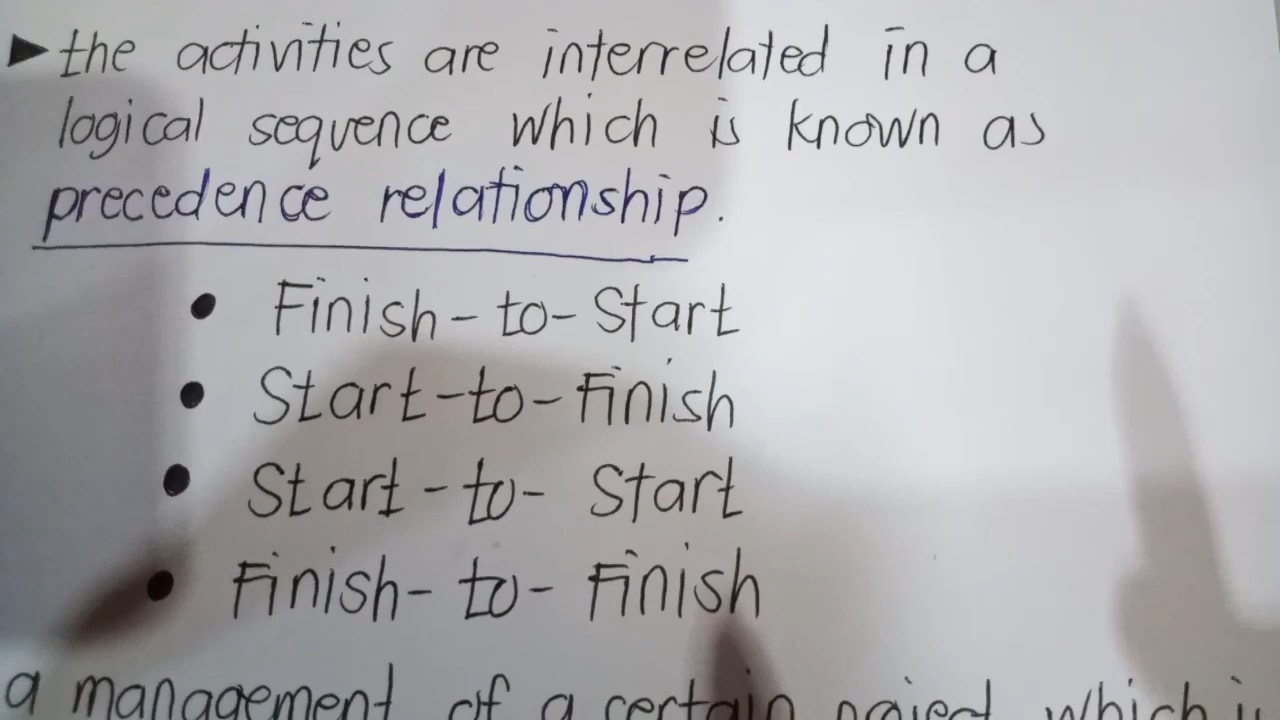 ▶ the activities are interrelated in a
logical sequence which is known as
precedence relationship.
• Finish-to-Start
• Start-to-Finish
• Start-to-Start
• Finish-to-Finish
a management of a certain which